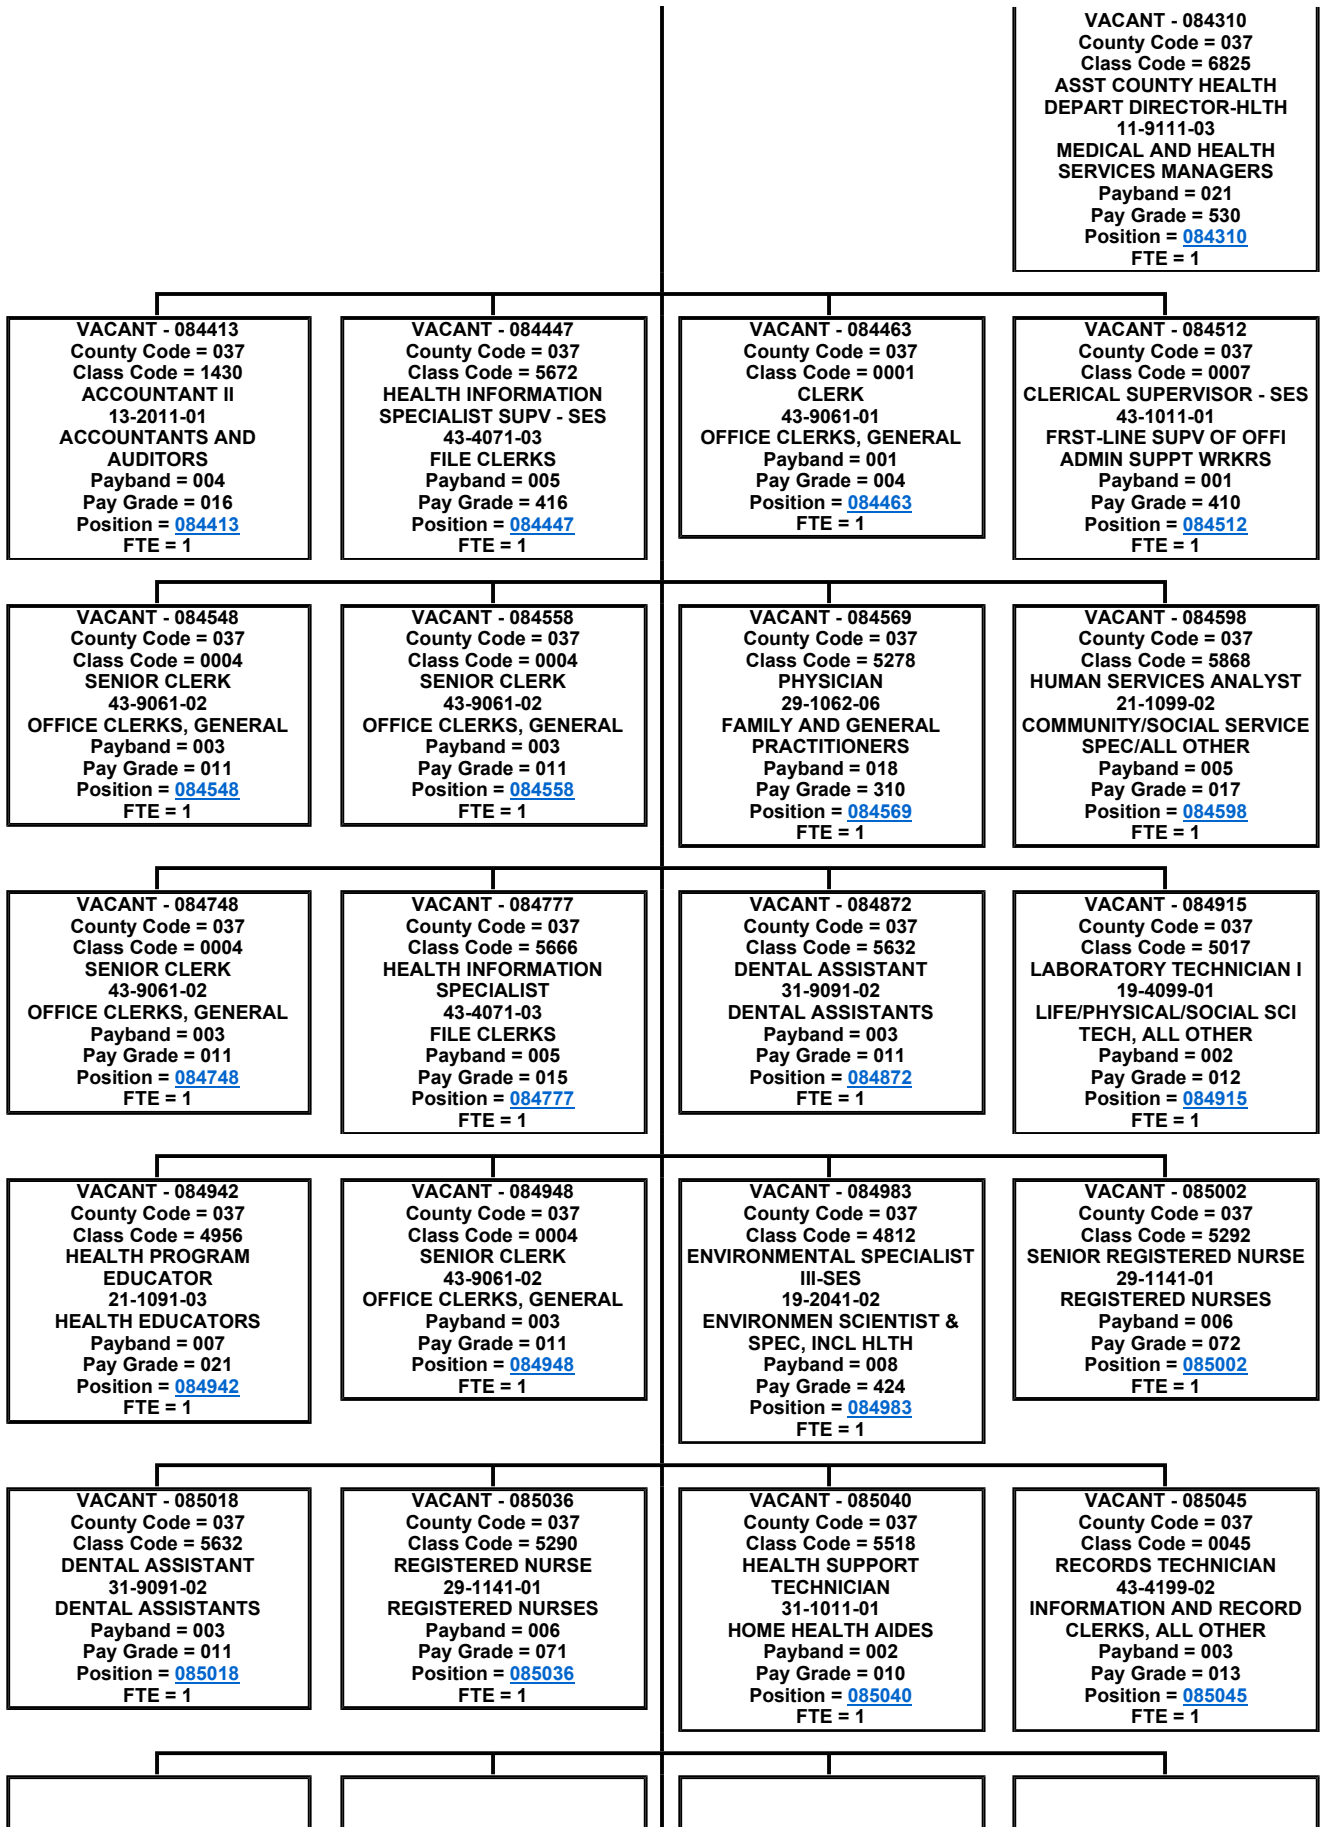 VACANT - 084310
County Code = 037
Class Code = 6825
ASST COUNTY HEALTH
DEPART DIRECTOR-HLTH
11-9111-03
MEDICAL AND HEALTH
SERVICES MANAGERS
Payband = 021
Pay Grade = 530
Position = 084310
FTE = 1
VACANT - 084413
County Code = 037
Class Code = 1430
ACCOUNTANT II
13-2011-01
ACCOUNTANTS AND
AUDITORS
Payband = 004
Pay Grade = 016
Position = 084413
FTE = 1
VACANT - 084447
County Code = 037
Class Code = 5672
HEALTH INFORMATION
SPECIALIST SUPV - SES
43-4071-03
FILE CLERKS
Payband = 005
Pay Grade = 416
Position = 084447
FTE = 1
VACANT - 084463
County Code = 037
Class Code = 0001
CLERK
43-9061-01
OFFICE CLERKS, GENERAL
Payband = 001
Pay Grade = 004
Position = 084463
FTE = 1
VACANT - 084512
County Code = 037
Class Code = 0007
CLERICAL SUPERVISOR - SES
43-1011-01
FRST-LINE SUPV OF OFFI
ADMIN SUPPT WRKRS
Payband = 001
Pay Grade = 410
Position = 084512
FTE = 1
VACANT - 084548
County Code = 037
Class Code = 0004
SENIOR CLERK
43-9061-02
OFFICE CLERKS, GENERAL
Payband = 003
Pay Grade = 011
Position = 084548
FTE = 1
VACANT - 084558
County Code = 037
Class Code = 0004
SENIOR CLERK
43-9061-02
OFFICE CLERKS, GENERAL
Payband = 003
Pay Grade = 011
Position = 084558
FTE = 1
VACANT - 084569
County Code = 037
Class Code = 5278
PHYSICIAN
29-1062-06
FAMILY AND GENERAL
PRACTITIONERS
Payband = 018
Pay Grade = 310
Position = 084569
FTE = 1
VACANT - 084598
County Code = 037
Class Code = 5868
HUMAN SERVICES ANALYST
21-1099-02
COMMUNITY/SOCIAL SERVICE
SPEC/ALL OTHER
Payband = 005
Pay Grade = 017
Position = 084598
FTE = 1
VACANT - 084748
County Code = 037
Class Code = 0004
SENIOR CLERK
43-9061-02
OFFICE CLERKS, GENERAL
Payband = 003
Pay Grade = 011
Position = 084748
FTE = 1
VACANT - 084777
County Code = 037
Class Code = 5666
HEALTH INFORMATION
SPECIALIST
43-4071-03
FILE CLERKS
Payband = 005
Pay Grade = 015
Position = 084777
FTE = 1
VACANT - 084872
County Code = 037
Class Code = 5632
DENTAL ASSISTANT
31-9091-02
DENTAL ASSISTANTS
Payband = 003
Pay Grade = 011
Position = 084872
FTE = 1
VACANT - 084915
County Code = 037
Class Code = 5017
LABORATORY TECHNICIAN I
19-4099-01
LIFE/PHYSICAL/SOCIAL SCI
TECH, ALL OTHER
Payband = 002
Pay Grade = 012
Position = 084915
FTE = 1
VACANT - 084942
County Code = 037
Class Code = 4956
HEALTH PROGRAM
EDUCATOR
21-1091-03
HEALTH EDUCATORS
Payband = 007
Pay Grade = 021
Position = 084942
FTE = 1
VACANT - 084948
County Code = 037
Class Code = 0004
SENIOR CLERK
43-9061-02
OFFICE CLERKS, GENERAL
Payband = 003
Pay Grade = 011
Position = 084948
FTE = 1
VACANT - 084983
County Code = 037
Class Code = 4812
ENVIRONMENTAL SPECIALIST
III-SES
19-2041-02
ENVIRONMEN SCIENTIST &
SPEC, INCL HLTH
Payband = 008
Pay Grade = 424
Position = 084983
FTE = 1
VACANT - 085002
County Code = 037
Class Code = 5292
SENIOR REGISTERED NURSE
29-1141-01
REGISTERED NURSES
Payband = 006
Pay Grade = 072
Position = 085002
FTE = 1
VACANT - 085018
County Code = 037
Class Code = 5632
DENTAL ASSISTANT
31-9091-02
DENTAL ASSISTANTS
Payband = 003
Pay Grade = 011
Position = 085018
FTE = 1
VACANT - 085036
County Code = 037
Class Code = 5290
REGISTERED NURSE
29-1141-01
REGISTERED NURSES
Payband = 006
Pay Grade = 071
Position = 085036
FTE = 1
VACANT - 085040
County Code = 037
Class Code = 5518
HEALTH SUPPORT
TECHNICIAN
31-1011-01
HOME HEALTH AIDES
Payband = 002
Pay Grade = 010
Position = 085040
FTE = 1
VACANT - 085045
County Code = 037
Class Code = 0045
RECORDS TECHNICIAN
43-4199-02
INFORMATION AND RECORD
CLERKS, ALL OTHER
Payband = 003
Pay Grade = 013
Position = 085045
FTE = 1